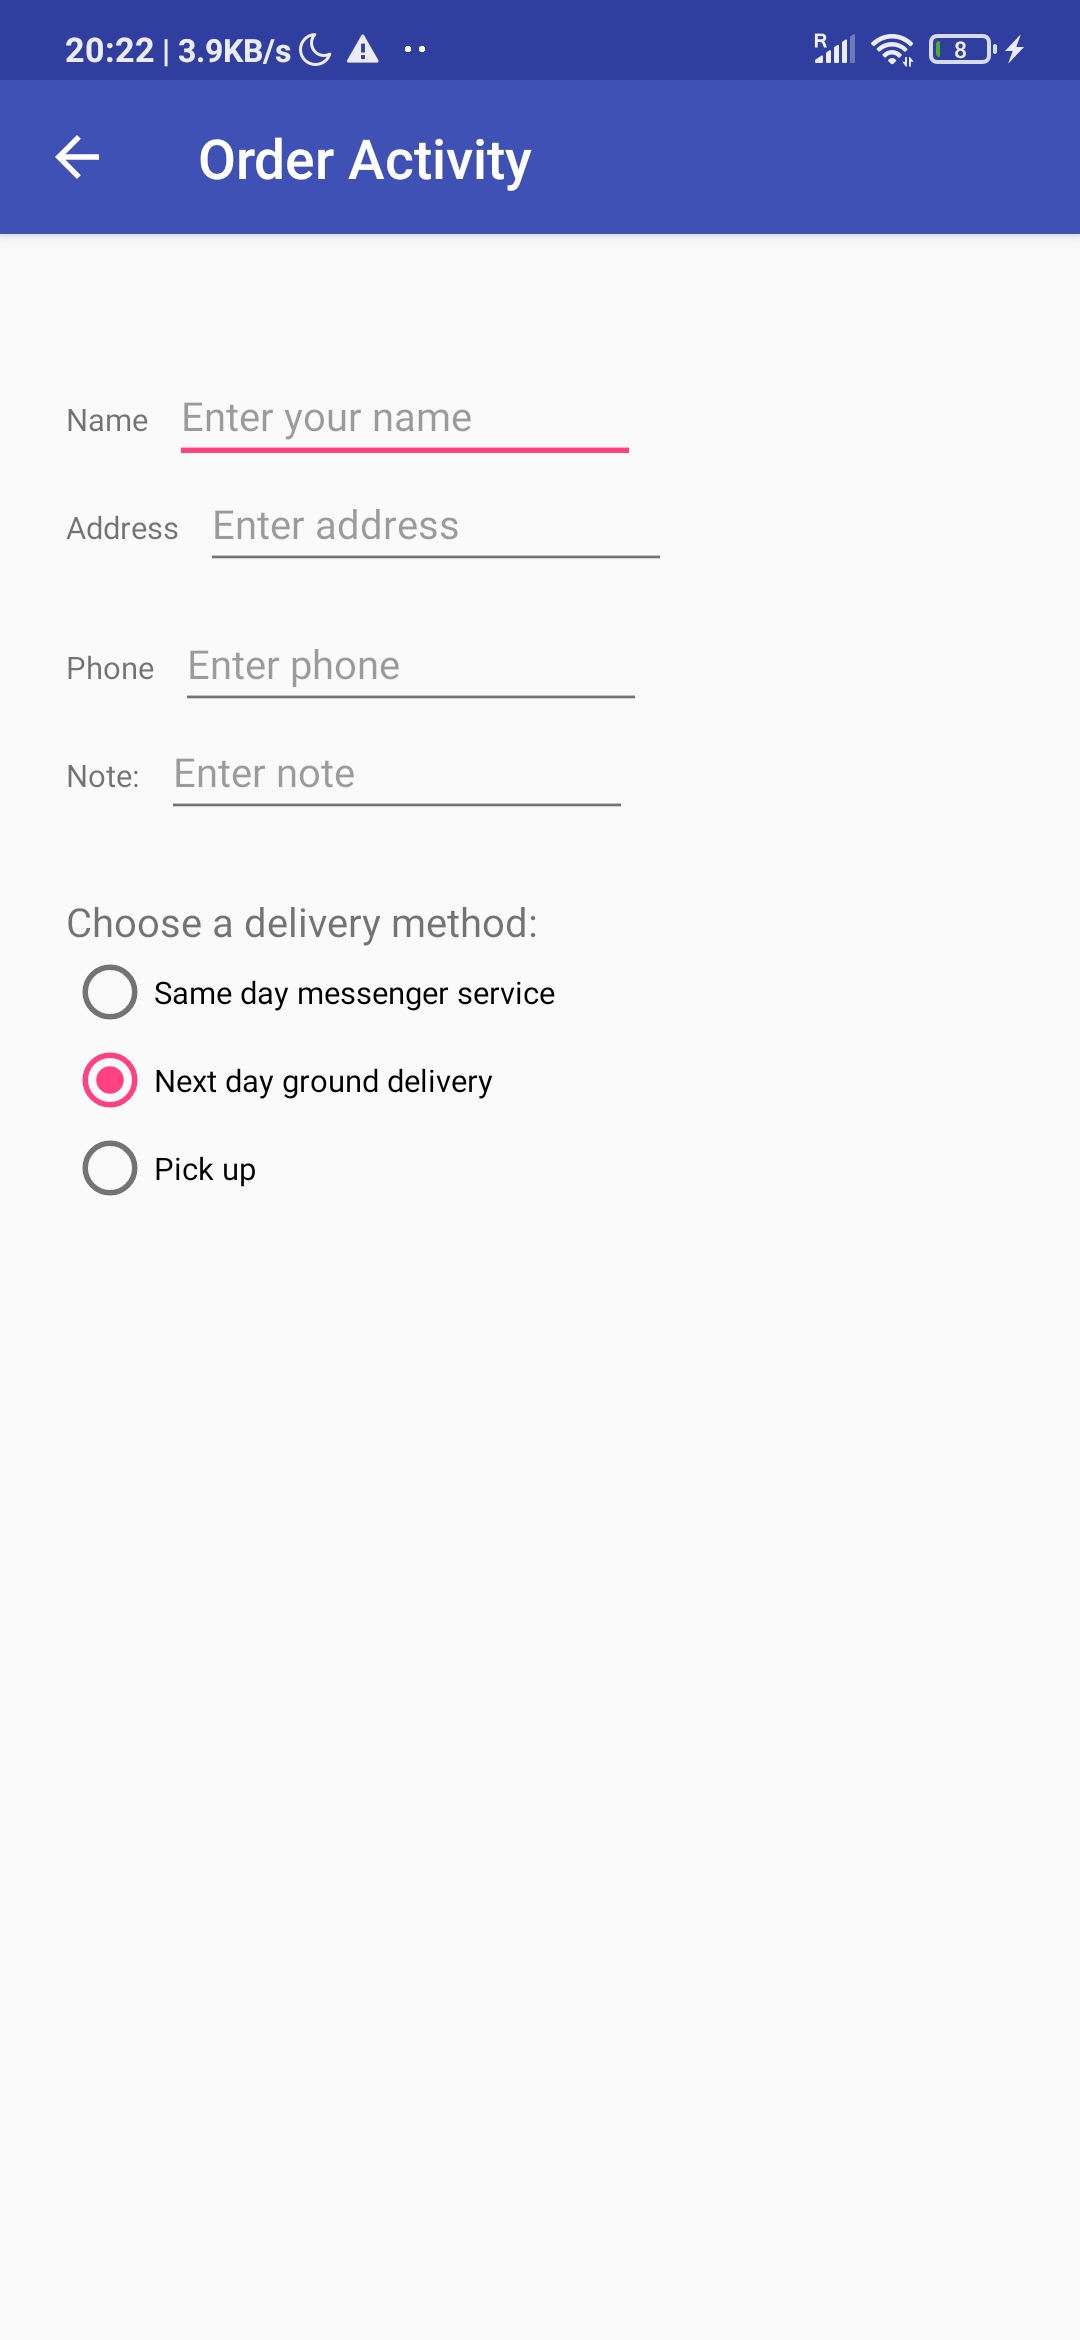 20:22 | 3.9KB/s
R
8
Order Activity
Name Enter your name
Address Enter address
Phone Enter phone
Note: Enter note
Choose a delivery method:
Same day messenger service
Next day ground delivery
Pick up